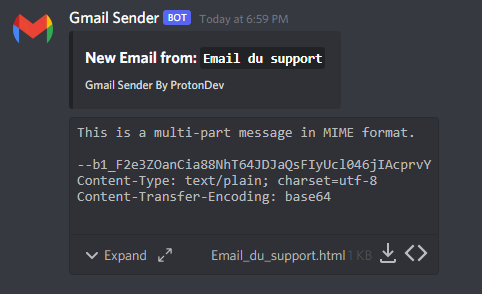 Gmail Sender BOT Today at 6:59 PM
New Email from: Email du support
Gmail Sender By ProtonDev
This is a multi-part message in MIME format.
--b1_F2e3ZOanCia88NhT64JDJaQsFIyUcl046jIAcprvY
Content-Type: text/plain; charset=utf-8
Content-Transfer-Encoding: base64
Expand Email_du_support.html 1 KB